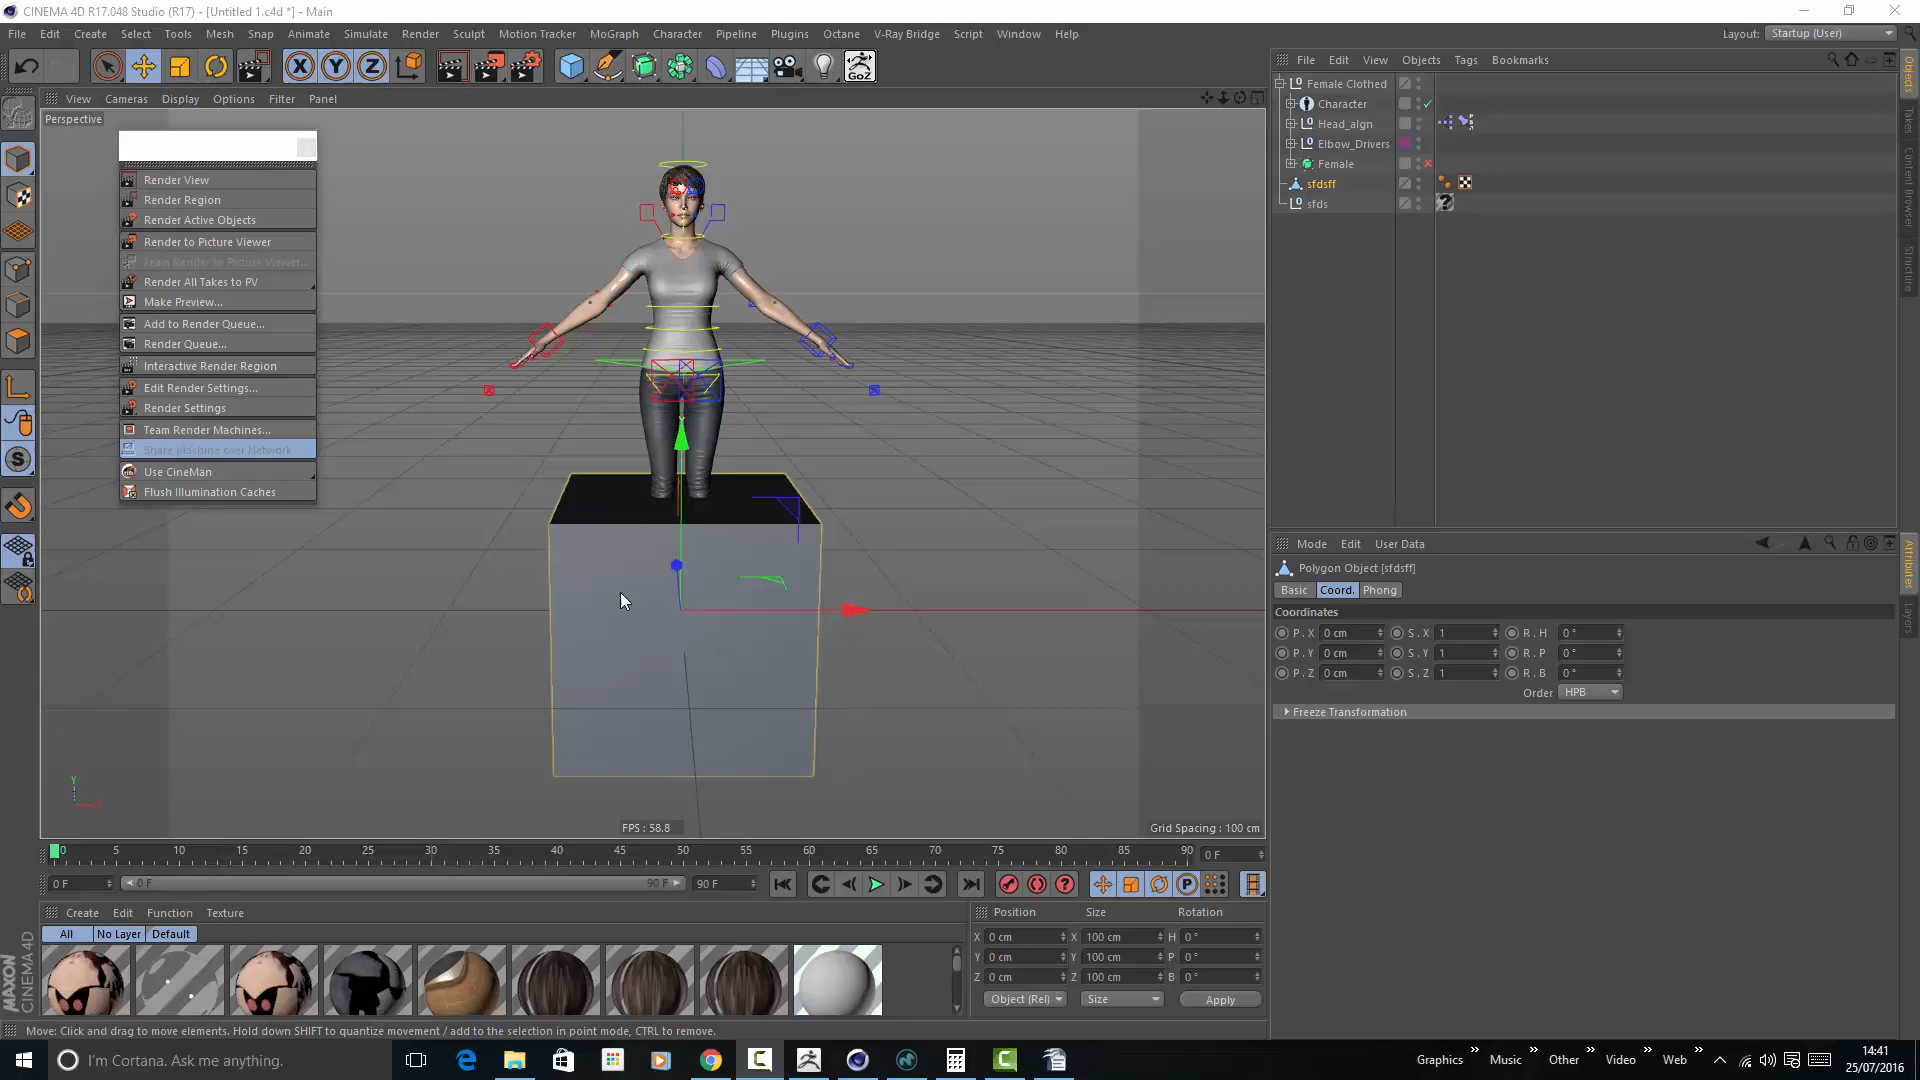 CINEMA 4D R17.048 Studio (R17) - [Untitled 1.c4d *] - Main
File Edit Create Select Tools Mesh Snap Animate Simulate Render Sculpt Motion Tracker MoGraph Character Pipeline Plugins Octane V-Ray Bridge Script Window Help Layout: Startup (User)
X Y Z GoZ
File Edit View Objects Tags Bookmarks
View Cameras Display Options Filter Panel
Perspective
Female Clothed
Character
Head_align
Elbow_Drivers
Female
sfdsff
sfds
Objects
Takes
Content Browser
Structure
Render View
Render Region
Render Active Objects
Render to Picture Viewer
Team Render to Picture Viewer...
Render All Takes to PV
Make Preview...
Add to Render Queue...
Render Queue...
Interactive Render Region
Edit Render Settings...
Render Settings
Team Render Machines...
Share Machine over Network
Use CineMan
Flush Illumination Caches
Y
X
FPS : 58.8
Grid Spacing : 100 cm
Mode Edit User Data
Polygon Object [sfdsff]
Basic Coord. Phong
Coordinates
P . X 0 cm S . X 1 R . H 0 °
P . Y 0 cm S . Y 1 R . P 0 °
P . Z 0 cm S . Z 1 R . B 0 °
Order HPB
Freeze Transformation
Attributes
Layers
0 5 10 15 20 25 30 35 40 45 50 55 60 65 70 75 80 85 90 0 F
0 F 0 F 90 F 90 F
Create Edit Function Texture
All No Layer Default
Position Size Rotation
X 0 cm X 100 cm H 0 °
Y 0 cm Y 100 cm P 0 °
Z 0 cm Z 100 cm B 0 °
Object (Rel) Size Apply
MAXON
CINEMA 4D
Move: Click and drag to move elements. Hold down SHIFT to quantize movement / add to the selection in point mode, CTRL to remove.
I'm Cortana. Ask me anything.
Graphics Music Other Video Web
14:41
25/07/2016